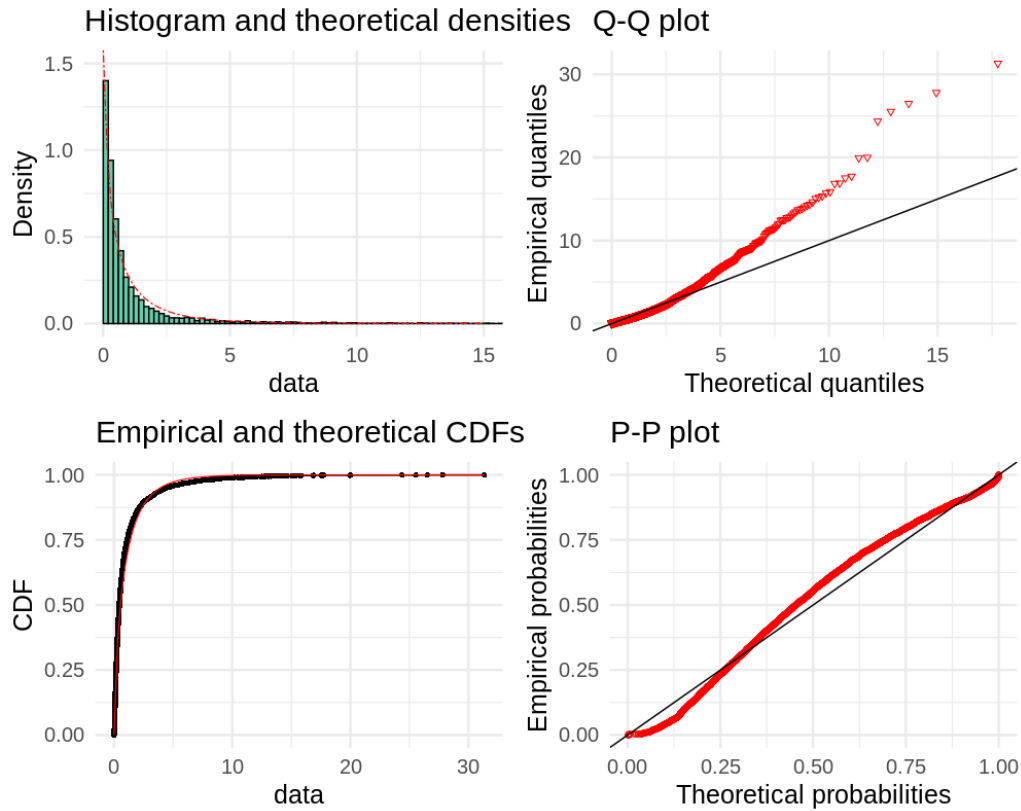 Histogram and theoretical densities
Density
1.5
1.0
0.5
0.0
0
5
10
15
data
Q-Q plot
Empirical quantiles
30
20
10
0
0
5
10
15
Theoretical quantiles
Empirical and theoretical CDFs
CDF
1.00
0.75
0.50
0.25
0.00
0
10
20
30
data
P-P plot
Empirical probabilities
1.00
0.75
0.50
0.25
0.00
0.00
0.25
0.50
0.75
1.00
Theoretical probabilities